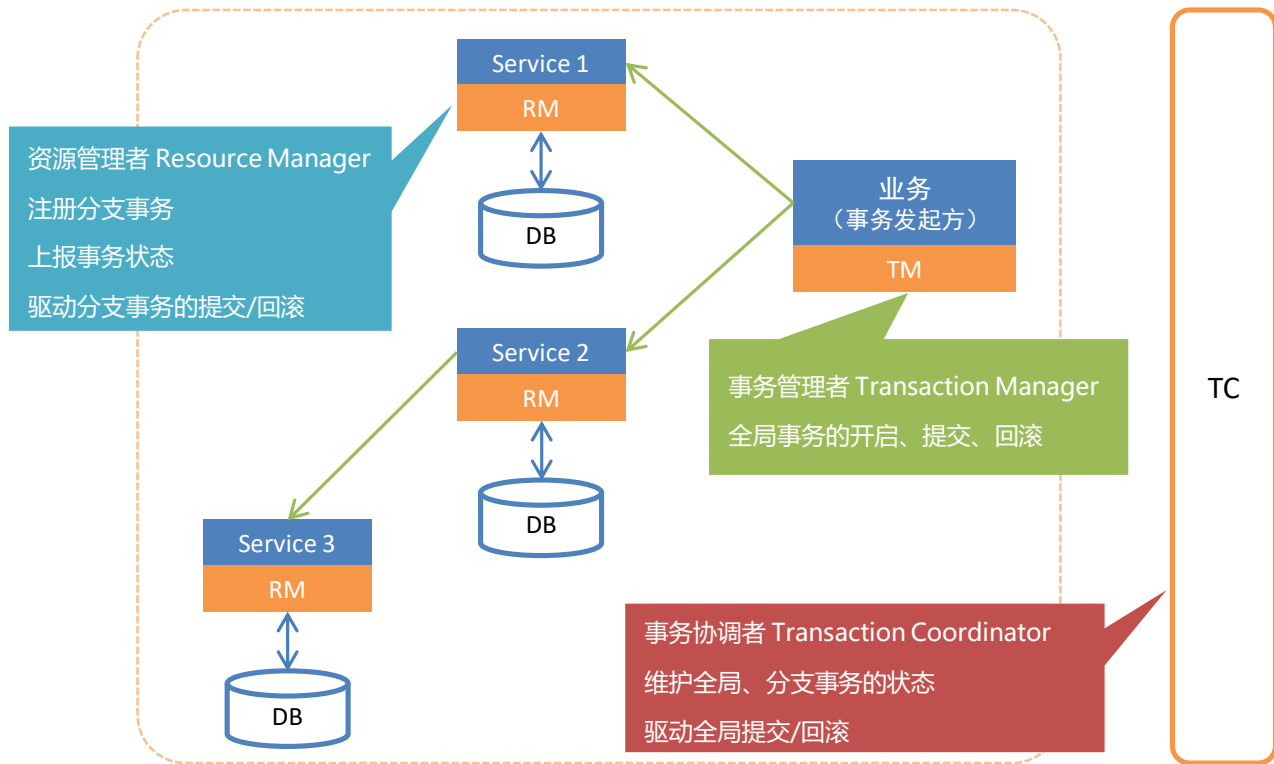 Service 1
RM
DB
资源管理者 Resource Manager
注册分支事务
上报事务状态
驱动分支事务的提交/回滚
业务
（事务发起方）
TM
Service 2
RM
DB
事务管理者 Transaction Manager
全局事务的开启、提交、回滚
TC
Service 3
RM
DB
事务协调者 Transaction Coordinator
维护全局、分支事务的状态
驱动全局提交/回滚